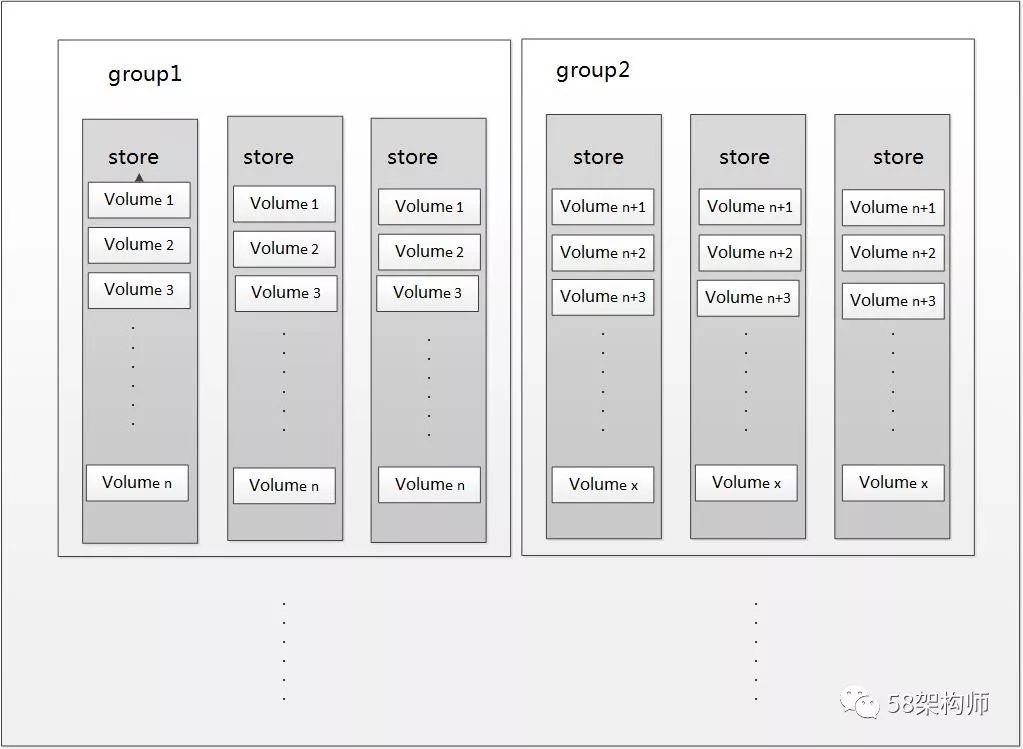 group1
store
Volume 1
Volume 2
Volume 3
Volume n
store
Volume 1
Volume 2
Volume 3
Volume n
store
Volume 1
Volume 2
Volume 3
Volume n
group2
store
Volume n+1
Volume n+2
Volume n+3
Volume x
store
Volume n+1
Volume n+2
Volume n+3
Volume x
store
Volume n+1
Volume n+2
Volume n+3
Volume x
58架构师